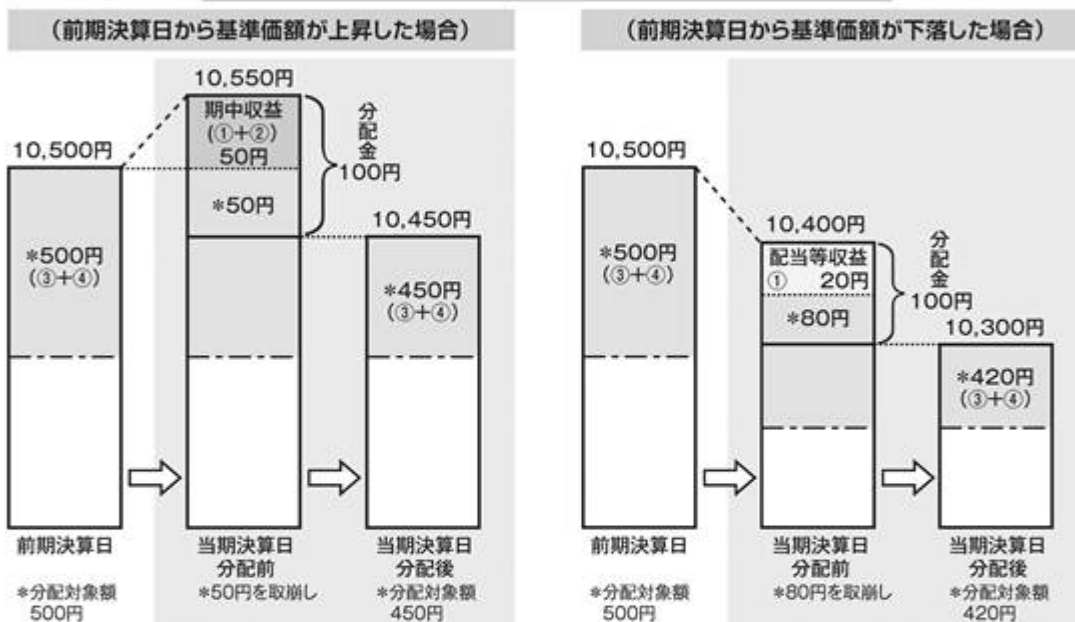 （前期決算日から基準価額が上昇した場合）
10,550円
期中収益
（①＋②）
50円
＊50円
分配金
100円
10,500円
＊500円
（③＋④）
10,450円
＊450円
（③＋④）
前期決算日
＊分配対象額
500円
当期決算日
分配前
＊50円を取崩し
当期決算日
分配後
＊分配対象額
450円
（前期決算日から基準価額が下落した場合）
10,500円
＊500円
（③＋④）
10,400円
配当等収益
① 20円
＊80円
分配金
100円
10,300円
＊420円
（③＋④）
前期決算日
＊分配対象額
500円
当期決算日
分配前
＊80円を取崩し
当期決算日
分配後
＊分配対象額
420円